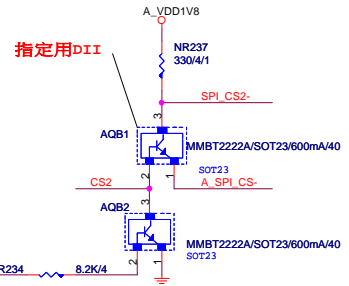 A_VDD1V8
指定用DII
NR237
330/4/1
SPI_CS2-
3
AQB1
MMBT2222A/SOT23/600mA/40
2
1
SOT23
CS2
A_SPI_CS-
3
AQB2
MMBT2222A/SOT23/600mA/40
SOT23
2
1
R234
8.2K/4